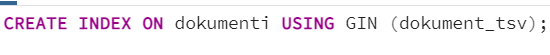 CREATE INDEX ON dokumenti USING GIN (dokument_tsv);